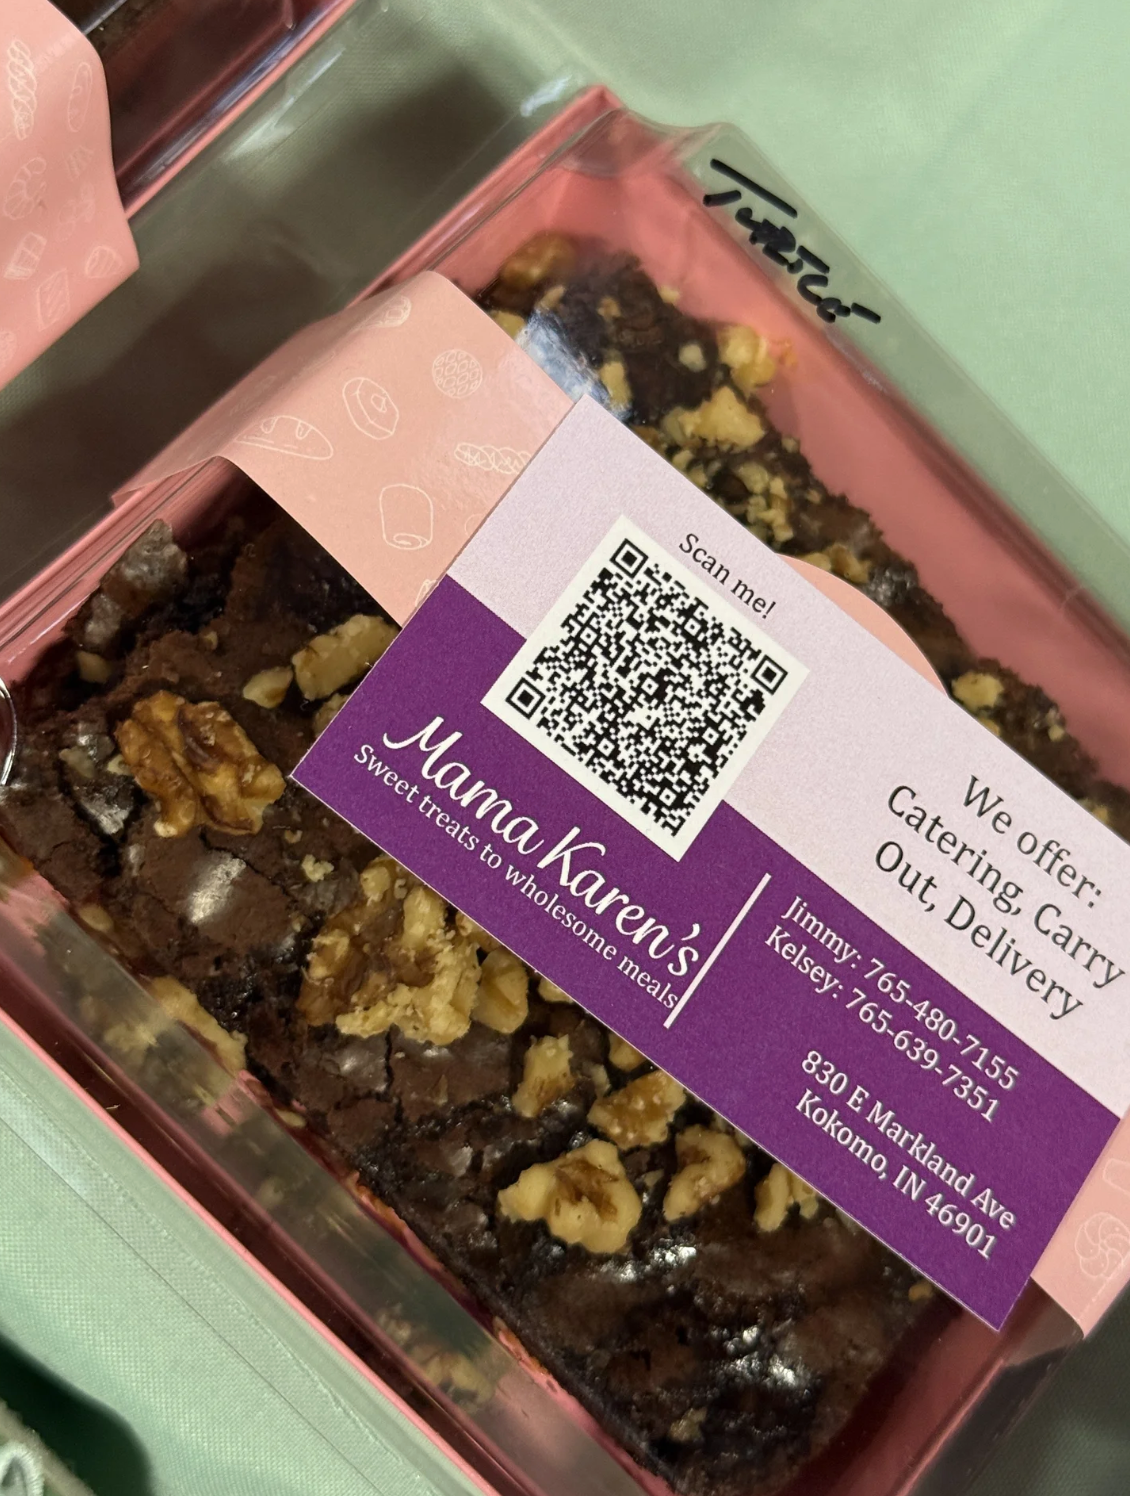 Scan me!
We offer:
Catering, Carry
Out, Delivery
Mama Karen's
Sweet treats to wholesome meals
Jimmy: 765-480-7155
Kelsey: 765-639-7351
830 E Markland Ave
Kokomo, IN 46901